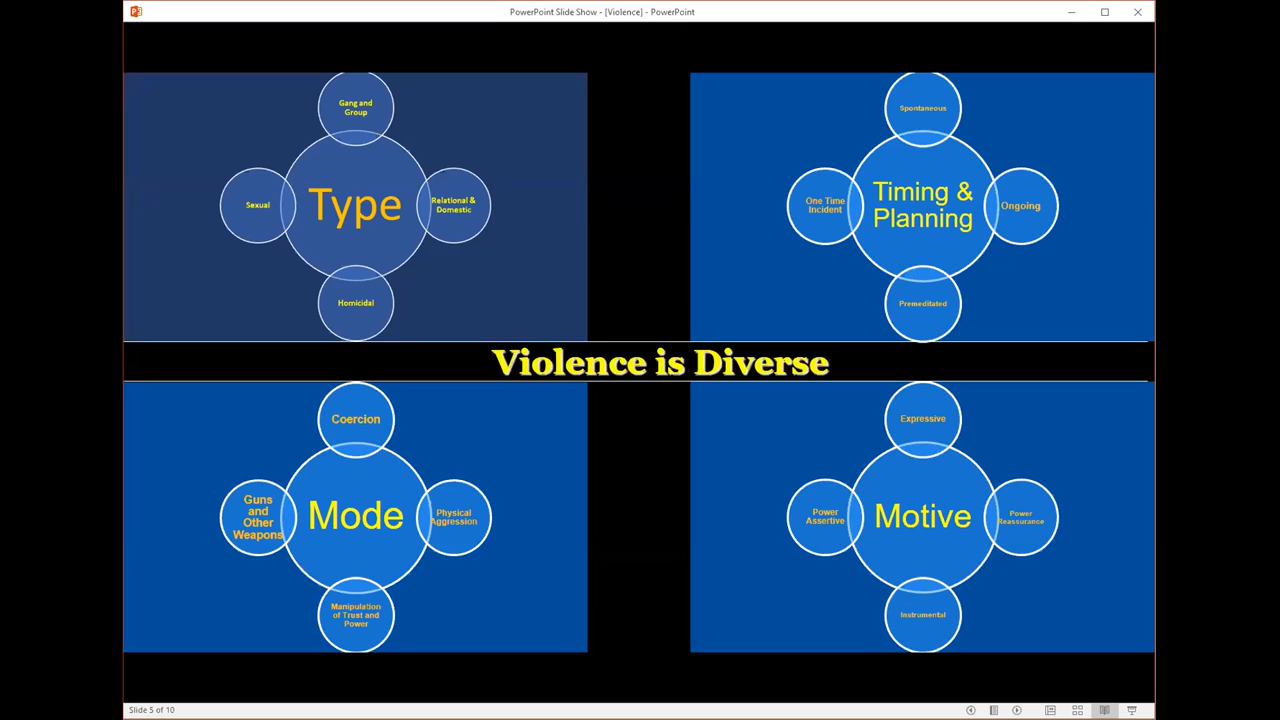 PowerPoint Slide Show - [Violence] - PowerPoint
Gang and
Group
Sexual
Type
Relational &
Domestic
Homicidal
Spontaneous
One Time
Incident
Timing &
Planning
Ongoing
Premeditated
Violence is Diverse
Coercion
Guns
and
Other
Weapons
Mode
Physical
Aggression
Manipulation
of Trust and
Power
Expressive
Power
Assertive
Motive
Power
Reassurance
Instrumental
Slide 5 of 10